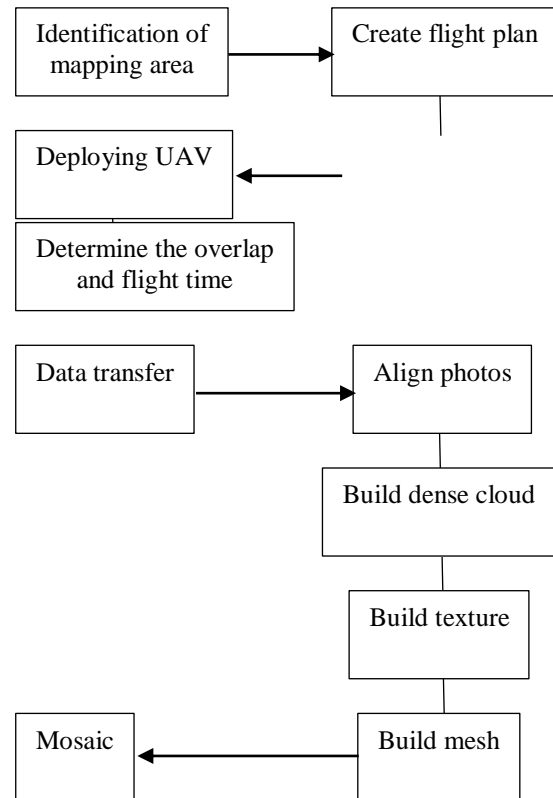 Identification of
mapping area
Create flight plan
Deploying UAV
Determine the overlap
and flight time
Data transfer
Align photos
Build dense cloud
Build texture
Mosaic
Build mesh